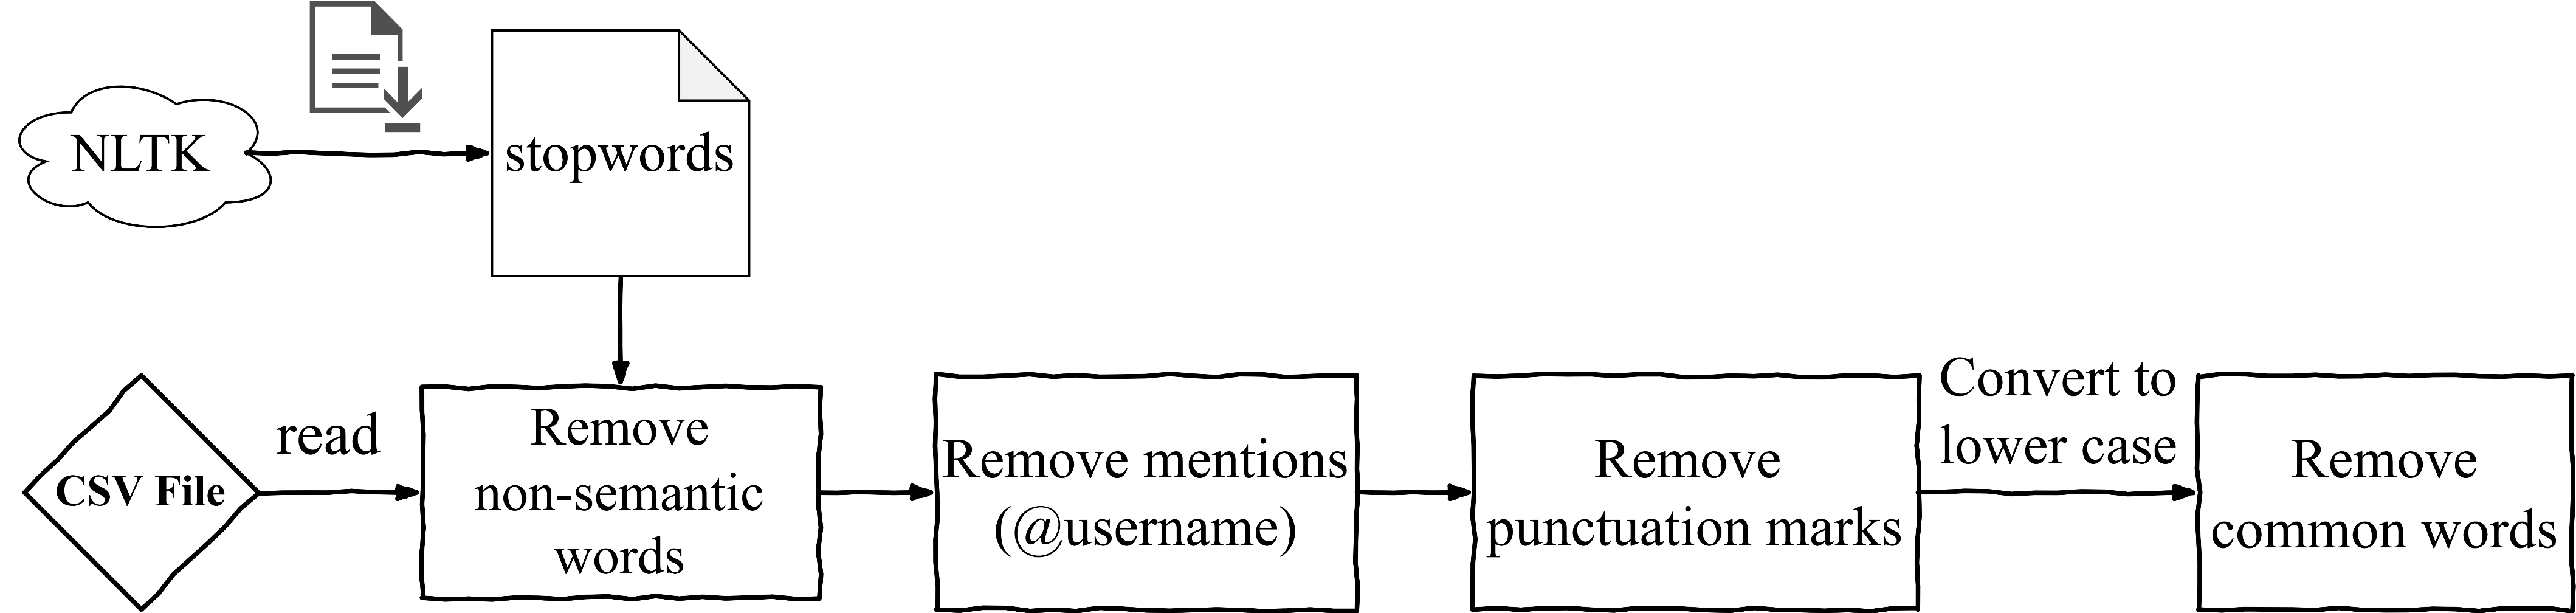 NLTK
stopwords
CSV File
read
Remove
non-semantic
words
Remove mentions
(@username)
Remove
punctuation marks
Convert to
lower case
Remove
common words